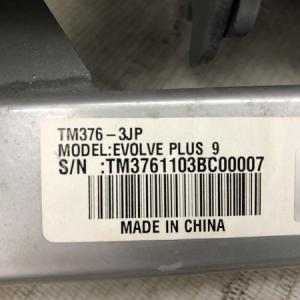 TM376-3JP
MODEL:EVOLVE PLUS 9
S/N :TM3761103BC00007
MADE IN CHINA